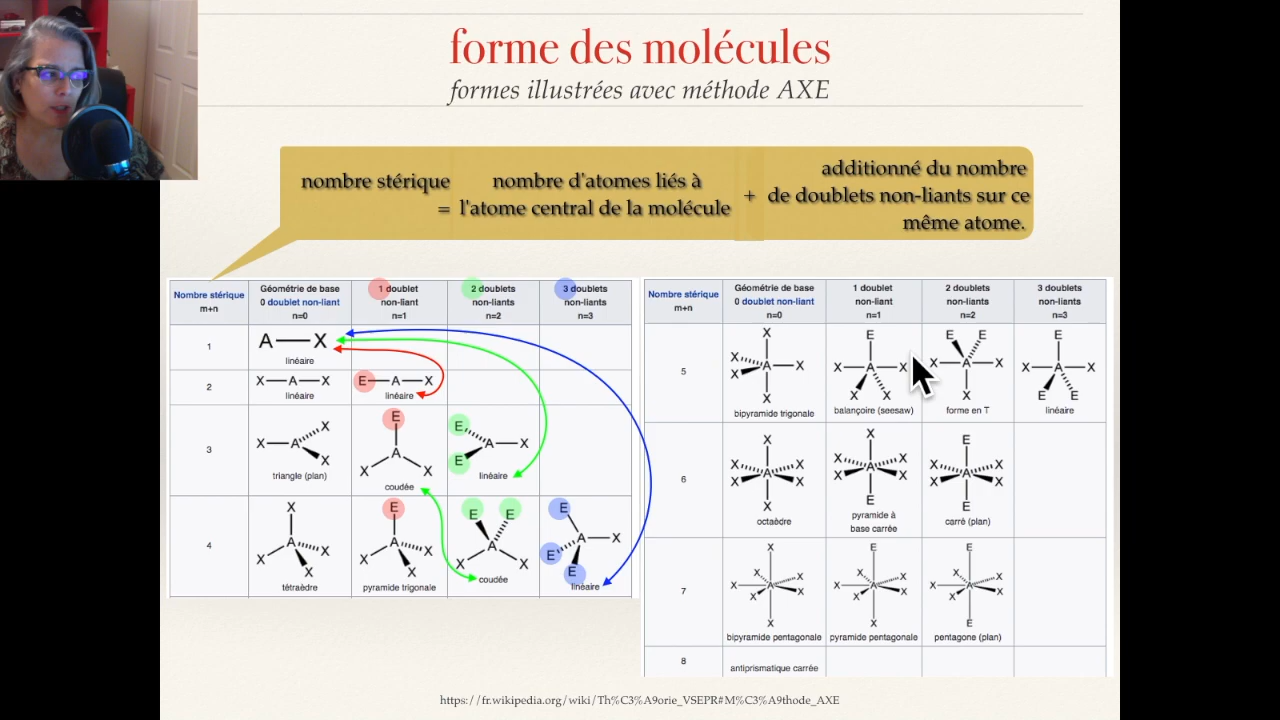 forme des molécules
formes illustrées avec méthode AXE
nombre stérique
=
nombre d'atomes liés à
l'atome central de la molécule
+
additionné du nombre
de doublets non-liants sur ce
même atome.
Nombre stérique
m+n
Géométrie de base
0 doublet non-liant
n=0
1 doublet
non-liant
n=1
2 doublets
non-liants
n=2
3 doublets
non-liants
n=3
1
A X
linéaire
2
X A X
linéaire
E A X
linéaire
3
X A X X
triangle (plan)
E A X X
coudée
E E A X
linéaire
4
X A X X X
tétraèdre
E A X X X
pyramide trigonale
E E A X X
coudée
E A X E E
linéaire
Nombre stérique
m+n
Géométrie de base
0 doublet non-liant
n=0
1 doublet
non-liant
n=1
2 doublets
non-liants
n=2
3 doublets
non-liants
n=3
5
X X A X X X
bipyramide trigonale
E X A X X X
balançoire (seesaw)
E E X A X X
forme en T
E X A X E E
linéaire
6
X X A X X X X
octaèdre
X X A X X X E
pyramide à
base carrée
E X A X X X E
carré (plan)
7
X X X A X X X X
bipyramide pentagonale
E X X A X X X X
pyramide pentagonale
E X X A X X X E
pentagone (plan)
8
antiprismatique carrée
https://fr.wikipedia.org/wiki/Th%C3%A9orie_VSEPR#M%C3%A9thode_AXE